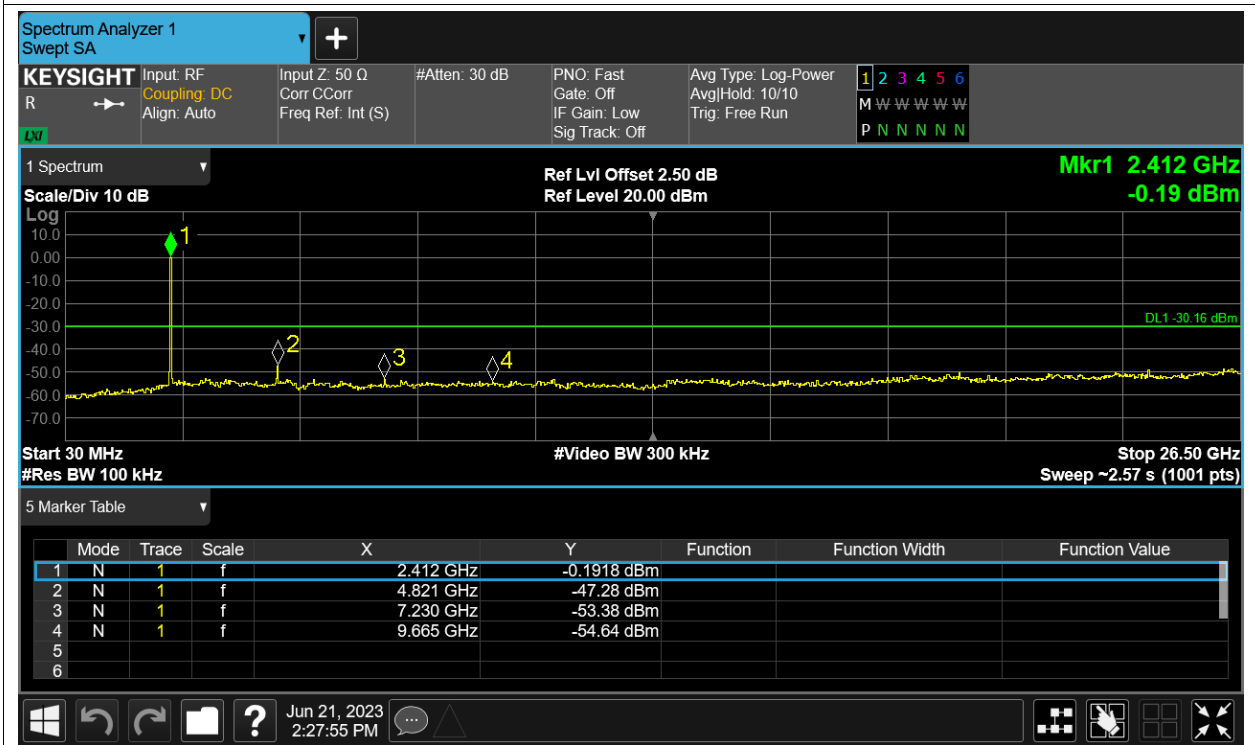 Spectrum Analyzer 1
Swept SA
KEYSIGHT Input: RF Input Z: 50 Ω #Atten: 30 dB PNO: Fast Avg Type: Log-Power 1 2 3 4 5 6
R Coupling: DC Corr CCorr Gate: Off Avg|Hold: 10/10 M W W W W W W
Align: Auto Freq Ref: Int (S) IF Gain: Low Trig: Free Run
LXI Sig Track: Off P N N N N N N
1 Spectrum Ref Lvl Offset 2.50 dB Mkr1 2.412 GHz
Scale/Div 10 dB Ref Level 20.00 dBm -0.19 dBm
Log
10.0 1
0.00
-10.0
-20.0
-30.0 DL1 -30.16 dBm
-40.0 2
-50.0 3 4
-60.0
-70.0
Start 30 MHz #Video BW 300 kHz Stop 26.50 GHz
#Res BW 100 kHz Sweep ~2.57 s (1001 pts)
5 Marker Table
Mode Trace Scale X Y Function Function Width Function Value
1 N 1 f 2.412 GHz -0.1918 dBm
2 N 1 f 4.821 GHz -47.28 dBm
3 N 1 f 7.230 GHz -53.38 dBm
4 N 1 f 9.665 GHz -54.64 dBm
5
6
? Jun 21, 2023
2:27:55 PM